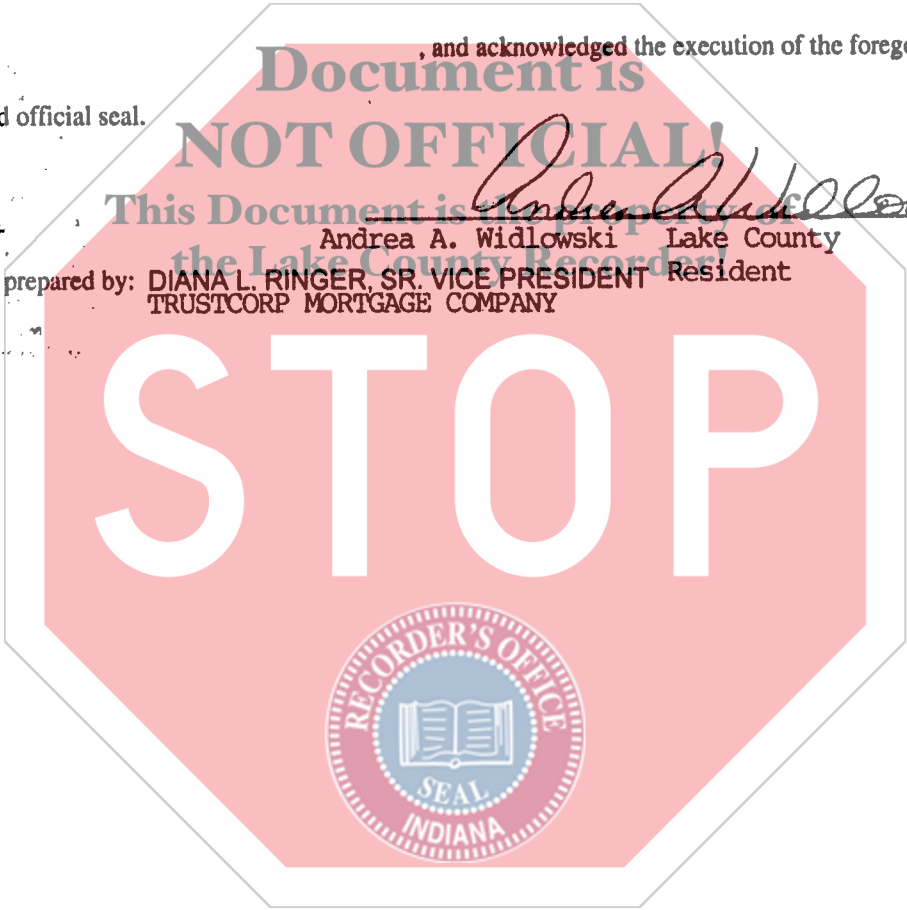 , and acknowledged the execution of the forego
Document is
d official seal.
NOT OFFICIAL!
This Document is the property of
Andrea A. Widlowski Lake County
the Lake County Recorder!
prepared by: DIANA L. RINGER, SR. VICE PRESIDENT Resident
TRUSTCORP MORTGAGE COMPANY
STOP
RECORDER'S OFFICE
SEAL
INDIANA